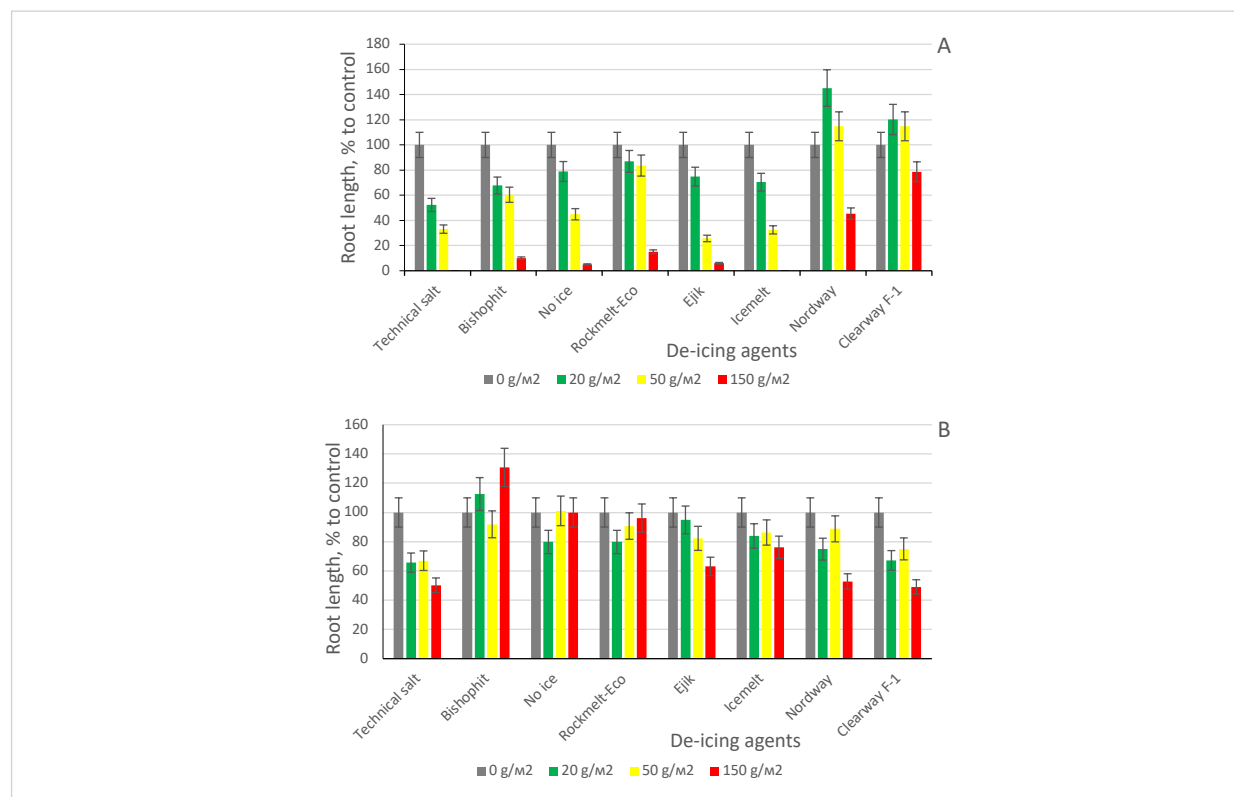 A
Root length, % to control
180
160
140
120
100
80
60
40
20
0
Technical salt
Bishophit
No ice
Rockmelt-Eco
Ejik
Icemelt
Nordway
Clearway F-1
De-icing agents
0 g/м2 20 g/м2 50 g/м2 150 g/м2
B
Root length, % to control
160
140
120
100
80
60
40
20
0
Technical salt
Bishophit
No ice
Rockmelt-Eco
Ejik
Icemelt
Nordway
Clearway F-1
De-icing agents
0 g/м2 20 g/м2 50 g/м2 150 g/м2